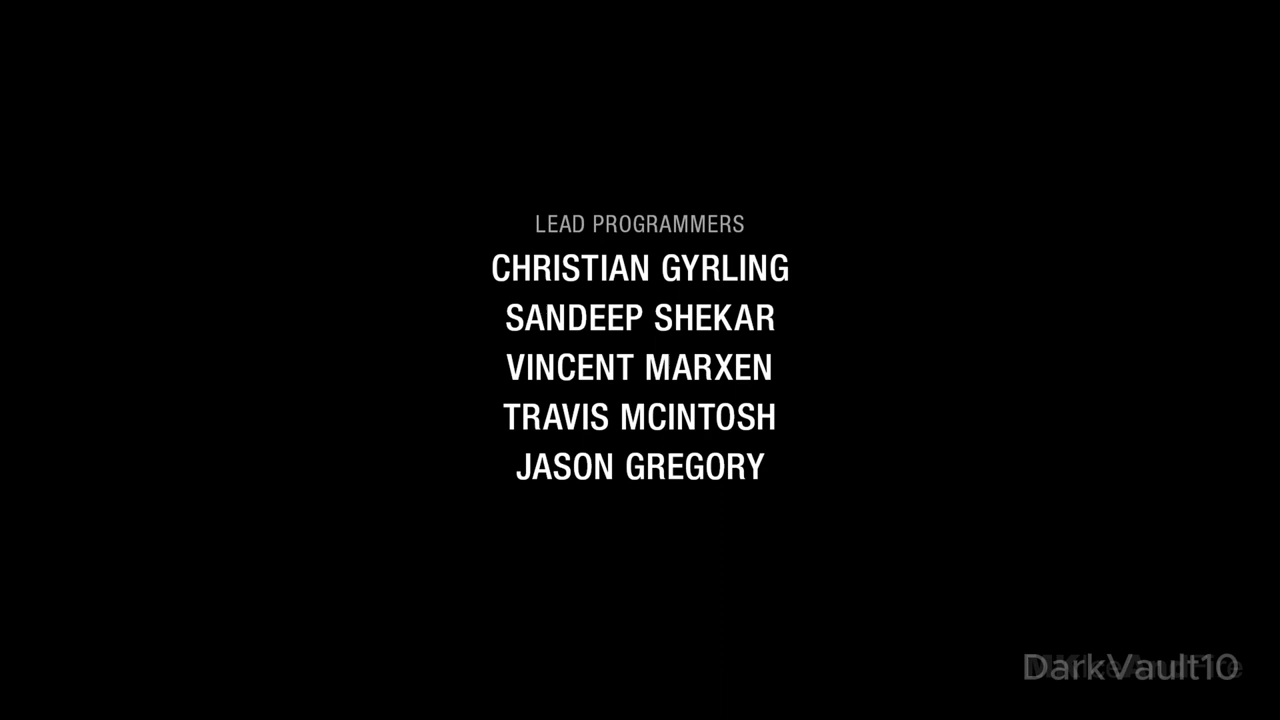 LEAD PROGRAMMERS
CHRISTIAN GYRLING
SANDEEP SHEKAR
VINCENT MARXEN
TRAVIS MCINTOSH
JASON GREGORY
DarkVault10